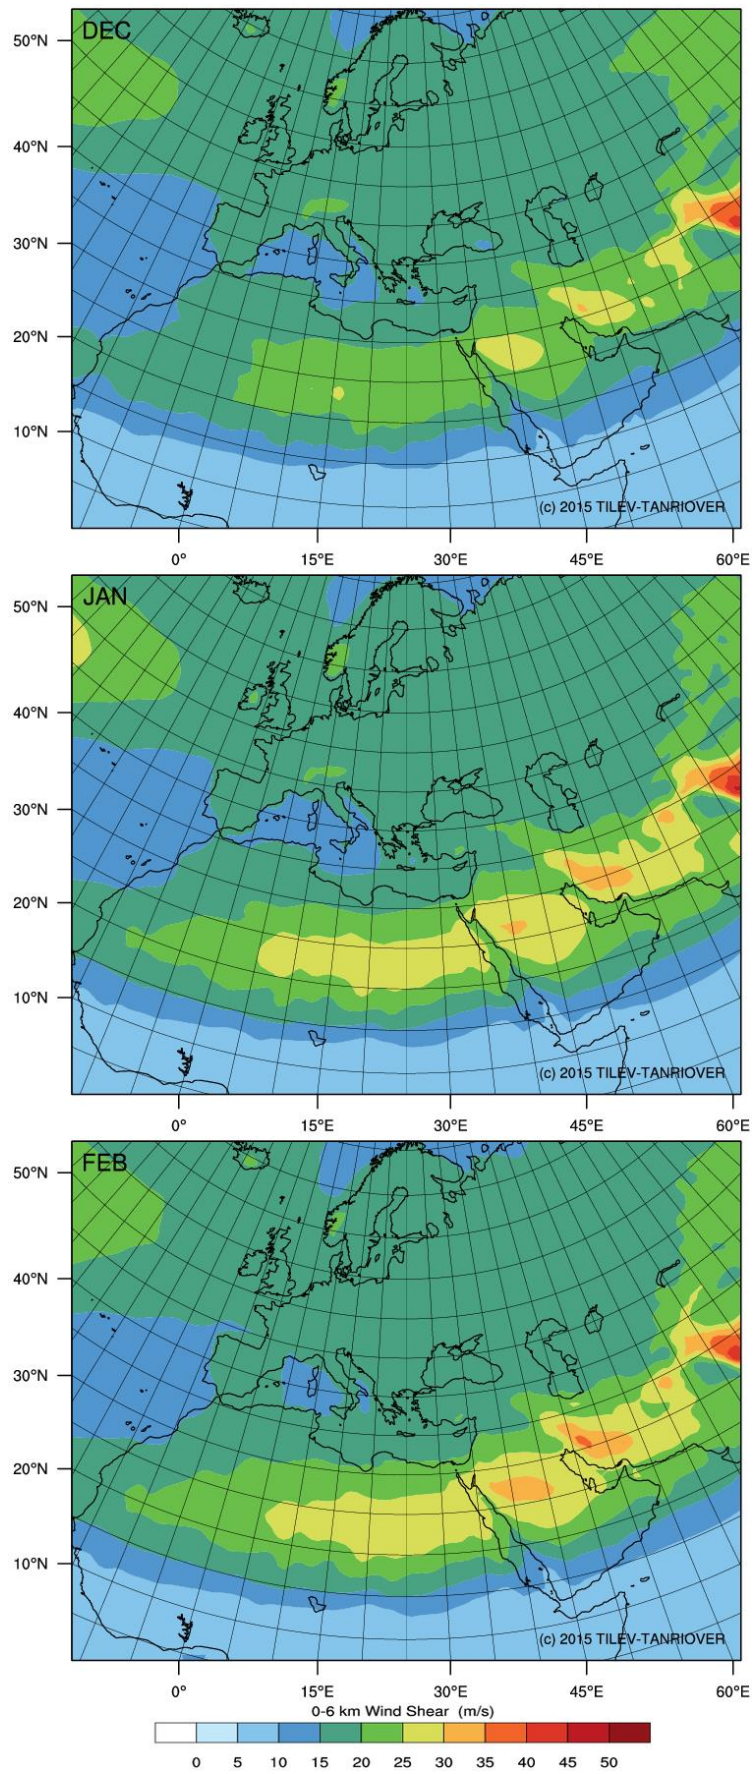 DEC
50°N
40°N
30°N
20°N
10°N
(c) 2015 TILEV-TANRIOVER
0° 15°E 30°E 45°E 60°E
JAN
50°N
40°N
30°N
20°N
10°N
(c) 2015 TILEV-TANRIOVER
0° 15°E 30°E 45°E 60°E
FEB
50°N
40°N
30°N
20°N
10°N
(c) 2015 TILEV-TANRIOVER
0° 15°E 30°E 45°E 60°E
0-6 km Wind Shear (m/s)
0 5 10 15 20 25 30 35 40 45 50